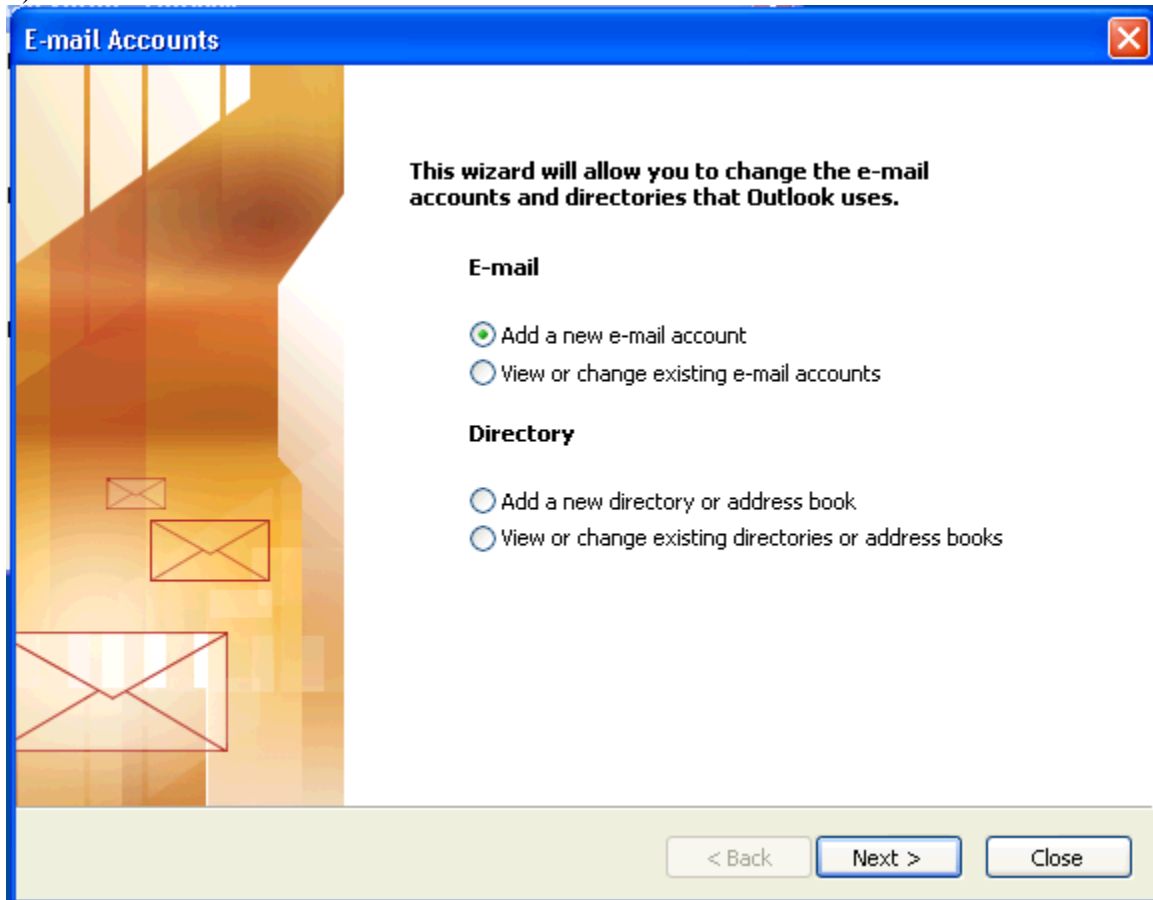 E-mail Accounts
This wizard will allow you to change the e-mail
accounts and directories that Outlook uses.
E-mail
Add a new e-mail account
View or change existing e-mail accounts
Directory
Add a new directory or address book
View or change existing directories or address books
< Back Next > Close